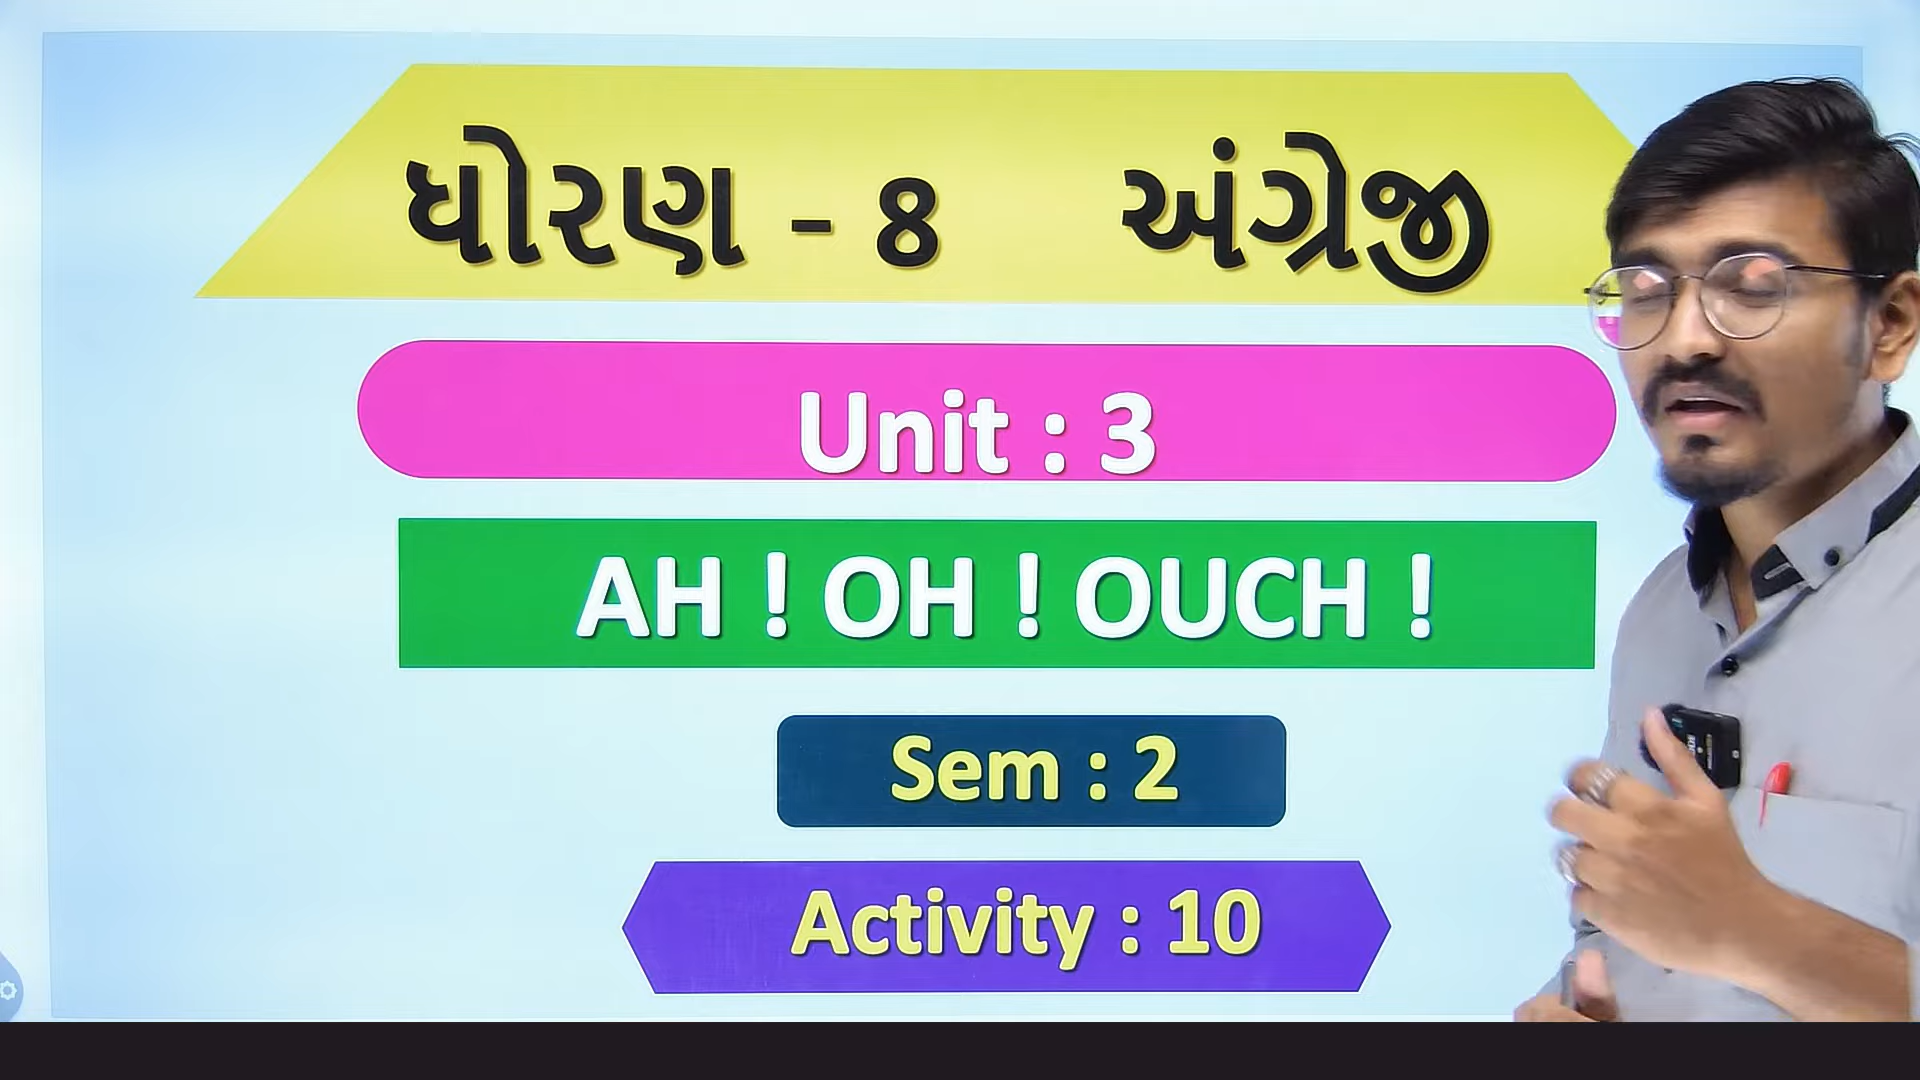 ધોરણ - 8 અંગ્રેજી
Unit : 3
AH ! OH ! OUCH !
Sem : 2
Activity : 10